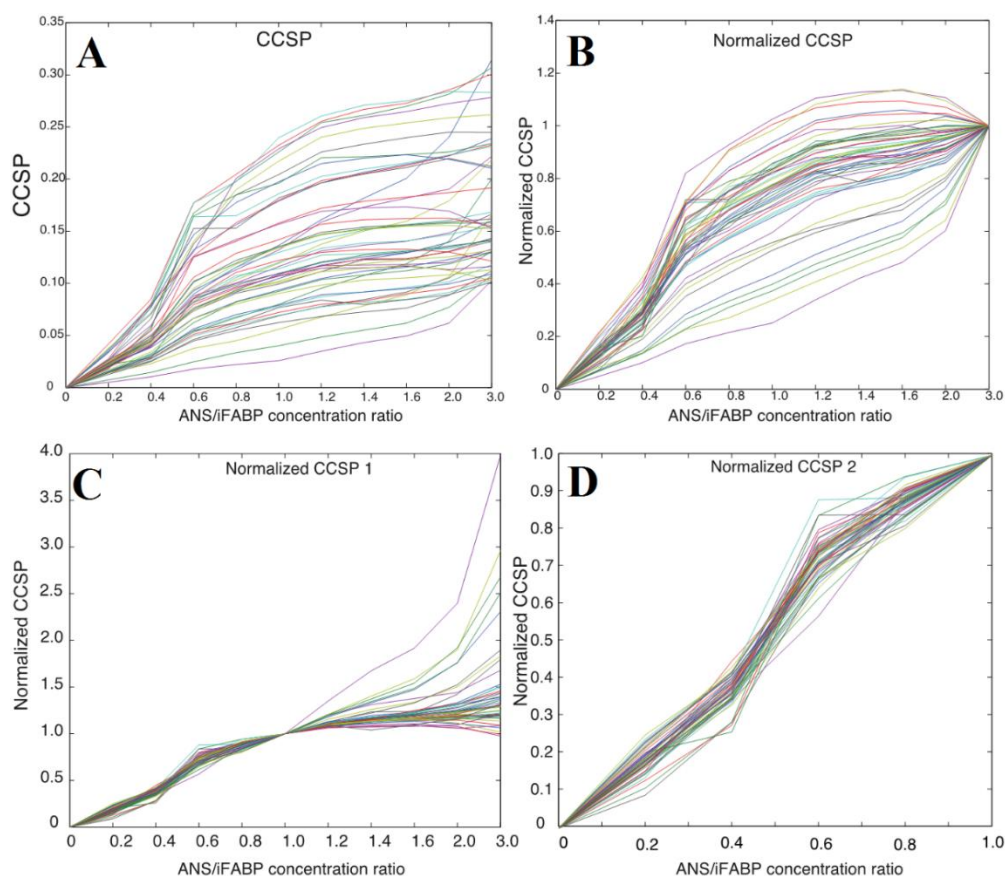 A
CCSP
CCSP
0.35
0.30
0.25
0.20
0.15
0.10
0.05
0
0 0.2 0.4 0.6 0.8 1.0 1.2 1.4 1.6 2.0 3.0
ANS/iFABP concentration ratio
B
Normalized CCSP
Normalized CCSP
1.4
1.2
1
0.8
0.6
0.4
0.2
0
0 0.2 0.4 0.6 0.8 1.0 1.2 1.4 1.6 2.0 3.0
ANS/iFABP concentration ratio
C
Normalized CCSP 1
Normalized CCSP
4.0
3.5
3.0
2.5
2.0
1.5
1.0
0.5
0
0 0.2 0.4 0.6 0.8 1.0 1.2 1.4 1.6 2.0 3.0
ANS/iFABP concentration ratio
D
Normalized CCSP 2
Normalized CCSP
1.0
0.9
0.8
0.7
0.6
0.5
0.4
0.3
0.2
0.1
0
0.0 0.2 0.4 0.6 0.8 1.0
ANS/iFABP concentration ratio